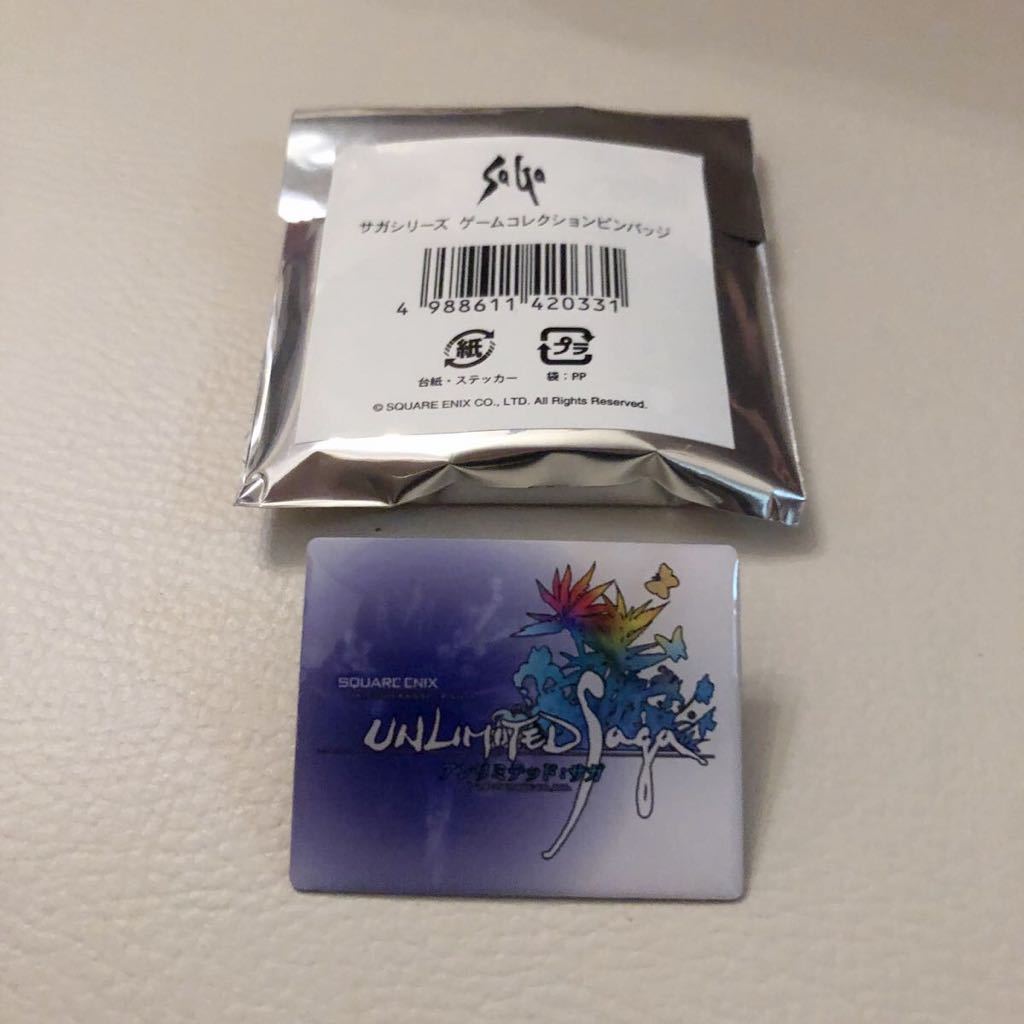 SaGa
サガシリーズ ゲームコレクションピンバッジ
4 988611 420331
紙 プラ
台紙・ステッカー 袋:PP
© SQUARE ENIX CO., LTD. All Rights Reserved.
SQUARE ENIX
UNLIMITED Saga
アンリミテッド:サガ